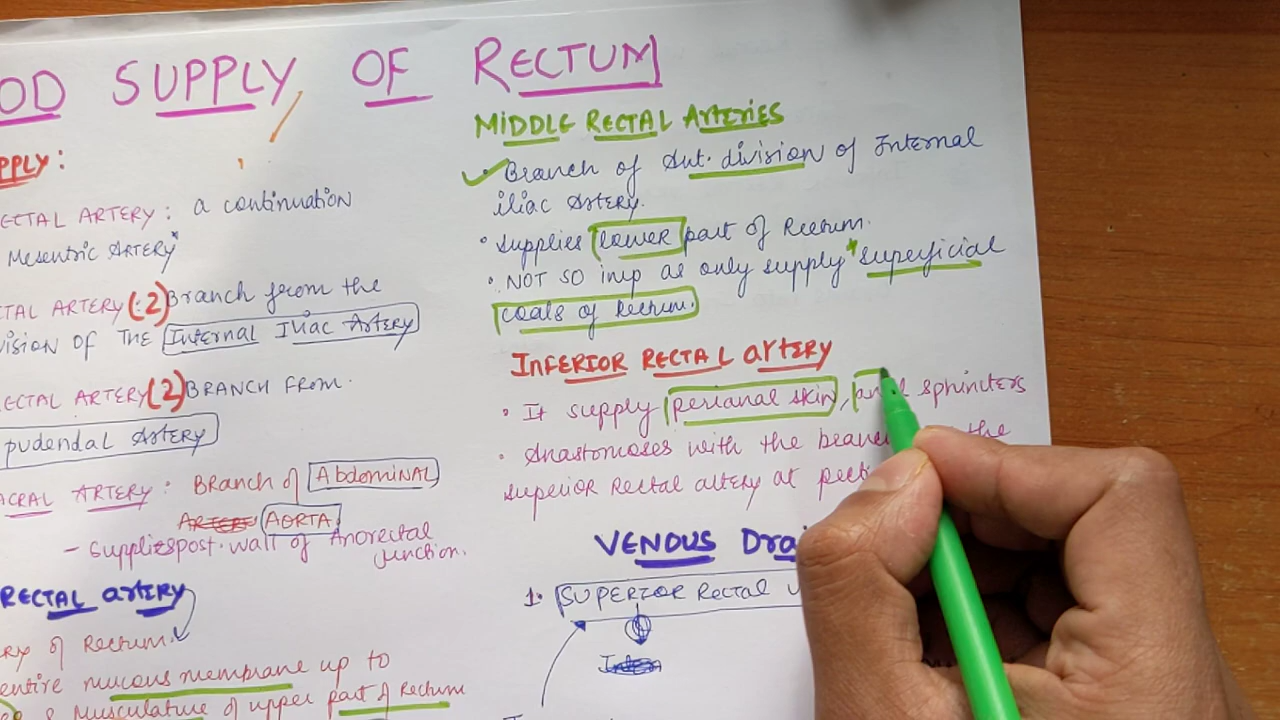 OD SUPPLY OF RECTUM
PPLY:
ECTAL ARTERY: a continuation
Mesentric Artery*
CTAL ARTERY (:2) Branch from the
vision of the Internal Iliac Artery
ECTAL ARTERY (2) BRANCH FROM.
pudendal Artery
ACRAL ARTERY: Branch of Abdominal
AORTA
- Supplies post. wall of Anorectal
junction.
RECTAL artery
ry of Rectum.
entire mucous membrane up to
& Musculature of upper part of Rectum
MIDDLE RECTAL ArterIES
• Branch of Ant. division of Internal
iliac Artery.
• Supplies lower part of Rectum.
• NOT SO imp as only supply *superficial
coats of Rectum.
INFERIOR RECTAL artERY
• It supply perianal skin, anal sphincters
• Anastomoses with the branc the
superior Rectal artery at pect
VENOUS Drai
1. SUPERIOR Rectal V